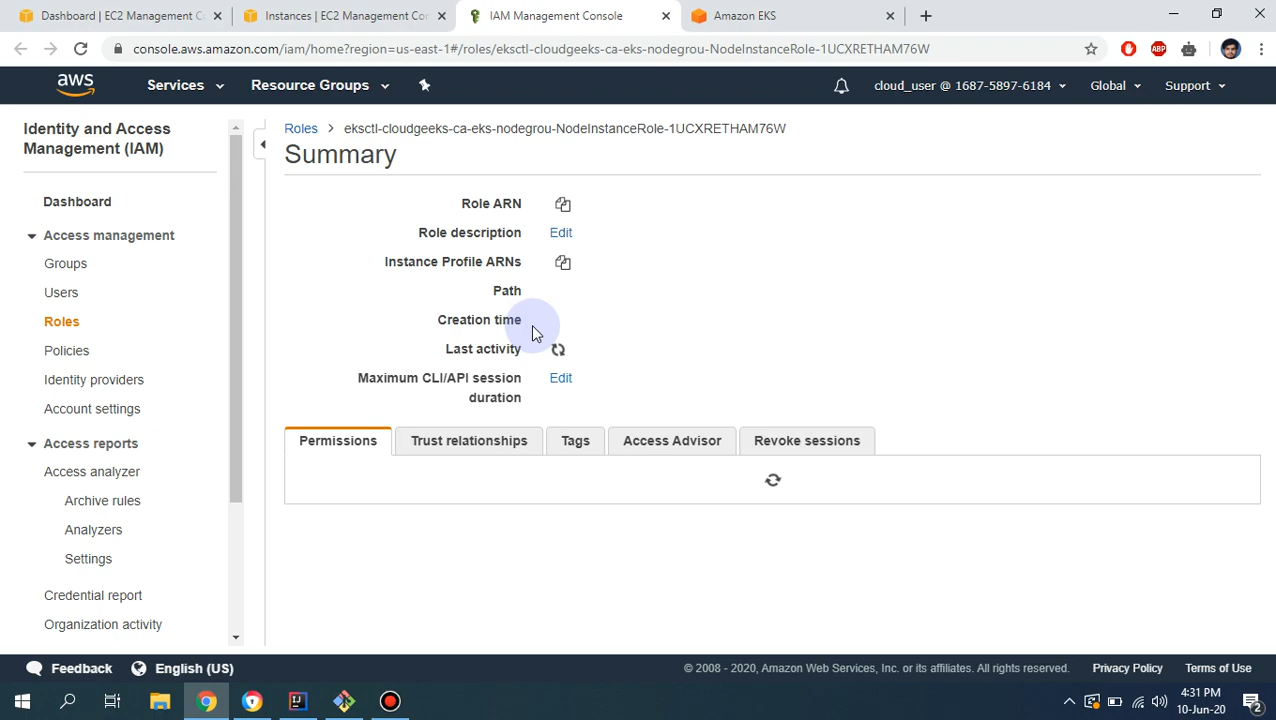 Dashboard | EC2 Management C
Instances | EC2 Management Con
IAM Management Console
Amazon EKS
console.aws.amazon.com/iam/home?region=us-east-1#/roles/eksctl-cloudgeeks-ca-eks-nodegrou-NodeInstanceRole-1UCXRETHAM76W
ABP
aws
Services
Resource Groups
cloud_user @ 1687-5897-6184
Global
Support
Identity and Access
Management (IAM)
Dashboard
Access management
Groups
Users
Roles
Policies
Identity providers
Account settings
Access reports
Access analyzer
Archive rules
Analyzers
Settings
Credential report
Organization activity
Roles > eksctl-cloudgeeks-ca-eks-nodegrou-NodeInstanceRole-1UCXRETHAM76W
Summary
Role ARN
Role description Edit
Instance Profile ARNs
Path
Creation time
Last activity
Maximum CLI/API session Edit
duration
Permissions
Trust relationships
Tags
Access Advisor
Revoke sessions
Feedback
English (US)
© 2008 - 2020, Amazon Web Services, Inc. or its affiliates. All rights reserved.
Privacy Policy
Terms of Use
4:31 PM
10-Jun-20
2